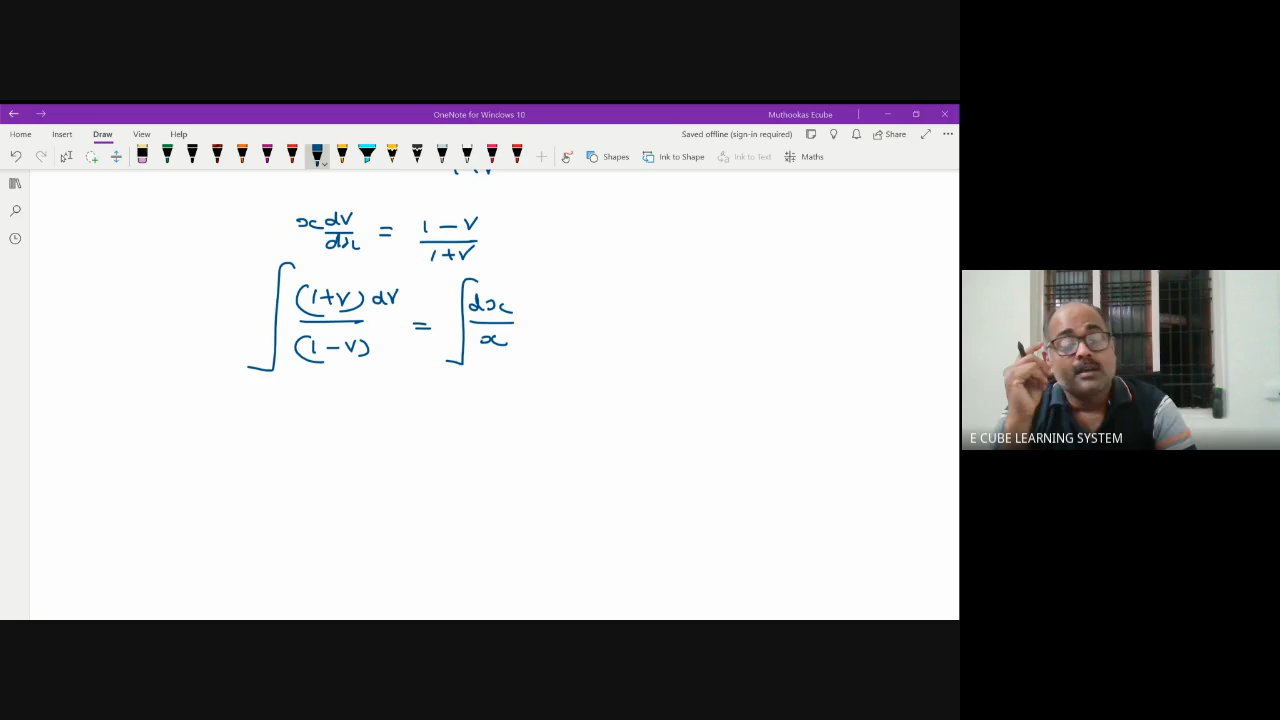 OneNote for Windows 10
Muthookas Ecube
Home Insert Draw View Help
Saved offline (sign-in required)
Share
Shapes
Ink to Shape
Ink to Text
Maths
x dv/dx = 1 - v / 1 + v
∫ (1+v) dv / (1 - v) = ∫ dx / x
E CUBE LEARNING SYSTEM